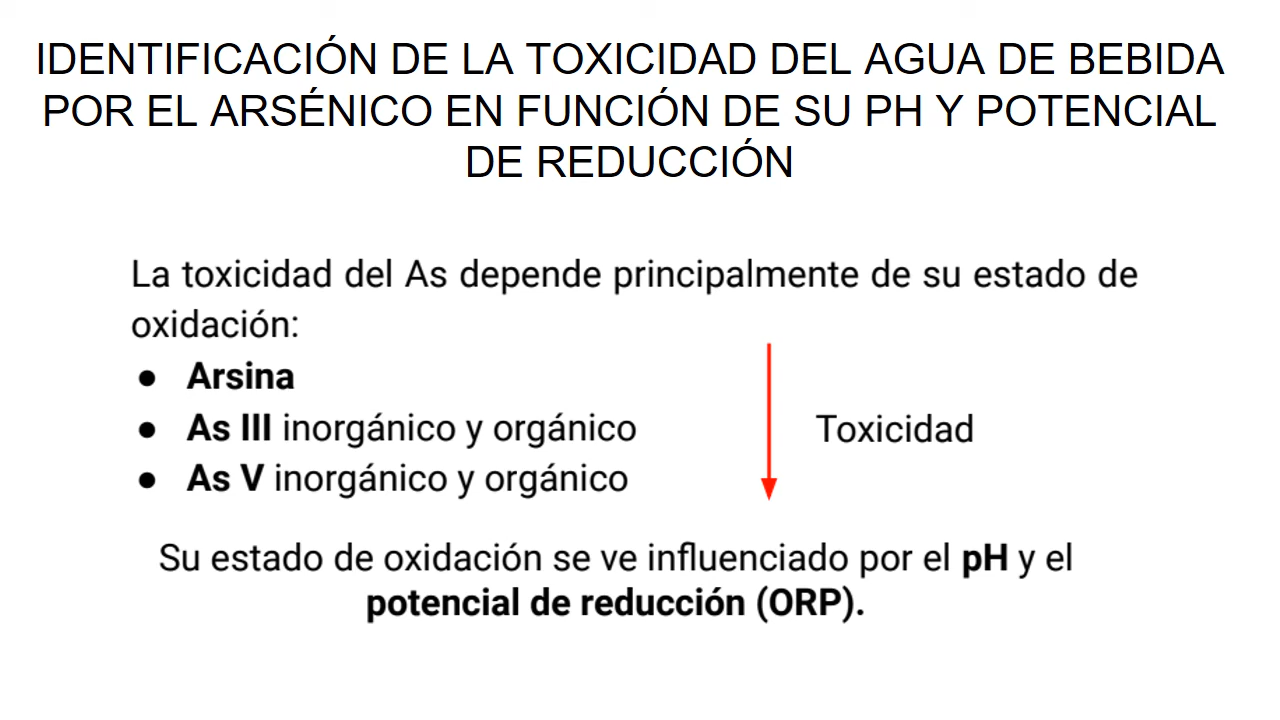 IDENTIFICACIÓN DE LA TOXICIDAD DEL AGUA DE BEBIDA
POR EL ARSÉNICO EN FUNCIÓN DE SU PH Y POTENCIAL
DE REDUCCIÓN
La toxicidad del As depende principalmente de su estado de
oxidación:
● Arsina
● As III inorgánico y orgánico
● As V inorgánico y orgánico
Toxicidad
Su estado de oxidación se ve influenciado por el pH y el
potencial de reducción (ORP).